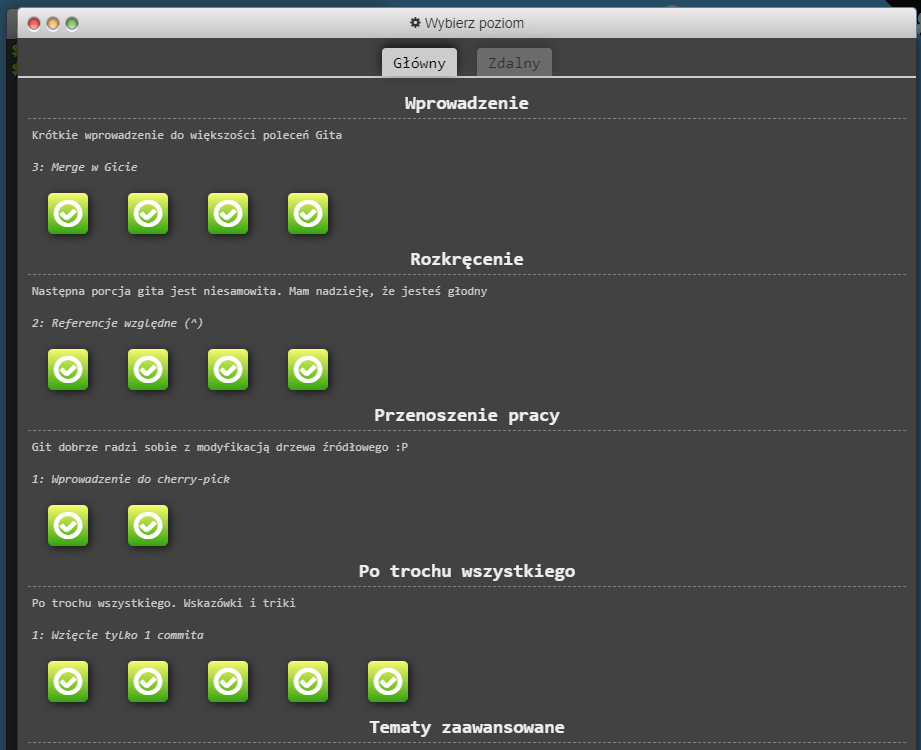 Wybierz poziom
Główny Zdalny
Wprowadzenie
Krótkie wprowadzenie do większości poleceń Gita
3: Merge w Gicie
Rozkręcenie
Następna porcja gita jest niesamowita. Mam nadzieję, że jesteś głodny
2: Referencje względne (^)
Przenoszenie pracy
Git dobrze radzi sobie z modyfikacją drzewa źródłowego :P
1: Wprowadzenie do cherry-pick
Po trochu wszystkiego
Po trochu wszystkiego. Wskazówki i triki
1: Wzięcie tylko 1 commita
Tematy zaawansowane